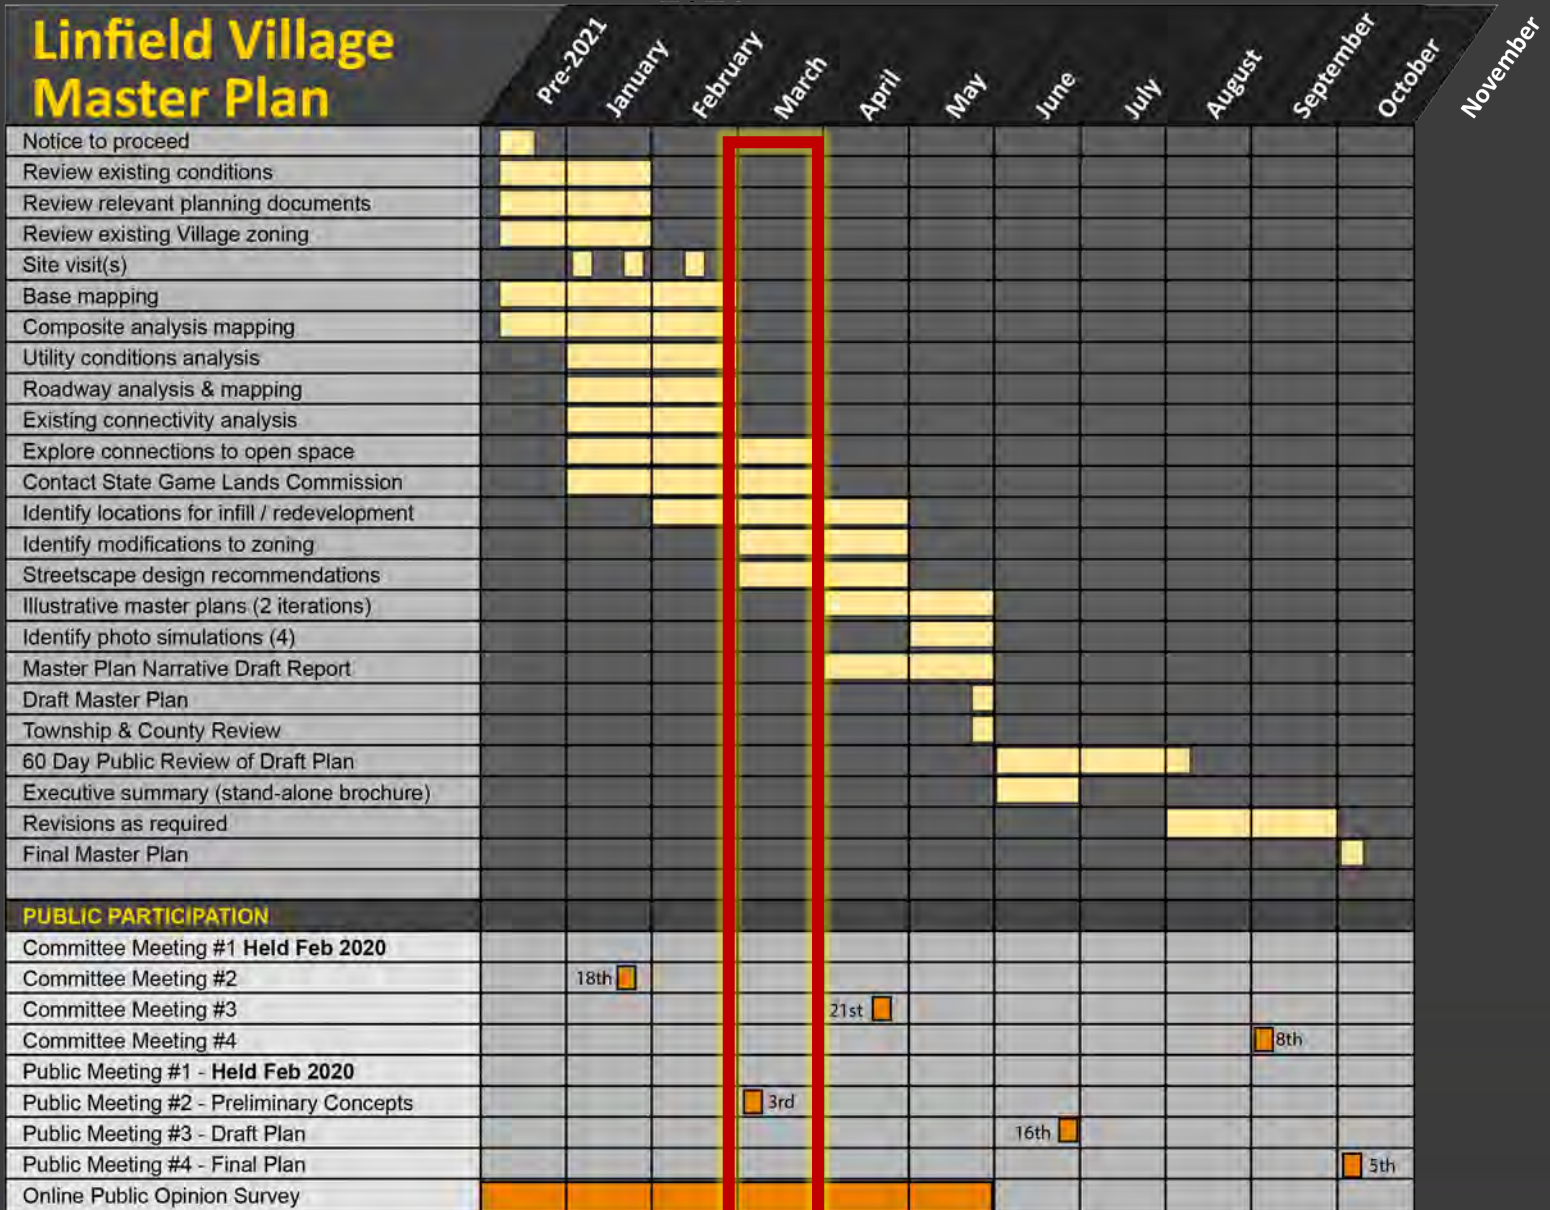 Linfield Village
Master Plan
Pre-2021
January
February
March
April
May
June
July
August
September
October
November
Notice to proceed
Review existing conditions
Review relevant planning documents
Review existing Village zoning
Site visit(s)
Base mapping
Composite analysis mapping
Utility conditions analysis
Roadway analysis & mapping
Existing connectivity analysis
Explore connections to open space
Contact State Game Lands Commission
Identify locations for infill / redevelopment
Identify modifications to zoning
Streetscape design recommendations
Illustrative master plans (2 iterations)
Identify photo simulations (4)
Master Plan Narrative Draft Report
Draft Master Plan
Township & County Review
60 Day Public Review of Draft Plan
Executive summary (stand-alone brochure)
Revisions as required
Final Master Plan
PUBLIC PARTICIPATION
Committee Meeting #1 Held Feb 2020
Committee Meeting #2 18th
Committee Meeting #3 21st
Committee Meeting #4 8th
Public Meeting #1 - Held Feb 2020
Public Meeting #2 - Preliminary Concepts 3rd
Public Meeting #3 - Draft Plan 16th
Public Meeting #4 - Final Plan 5th
Online Public Opinion Survey